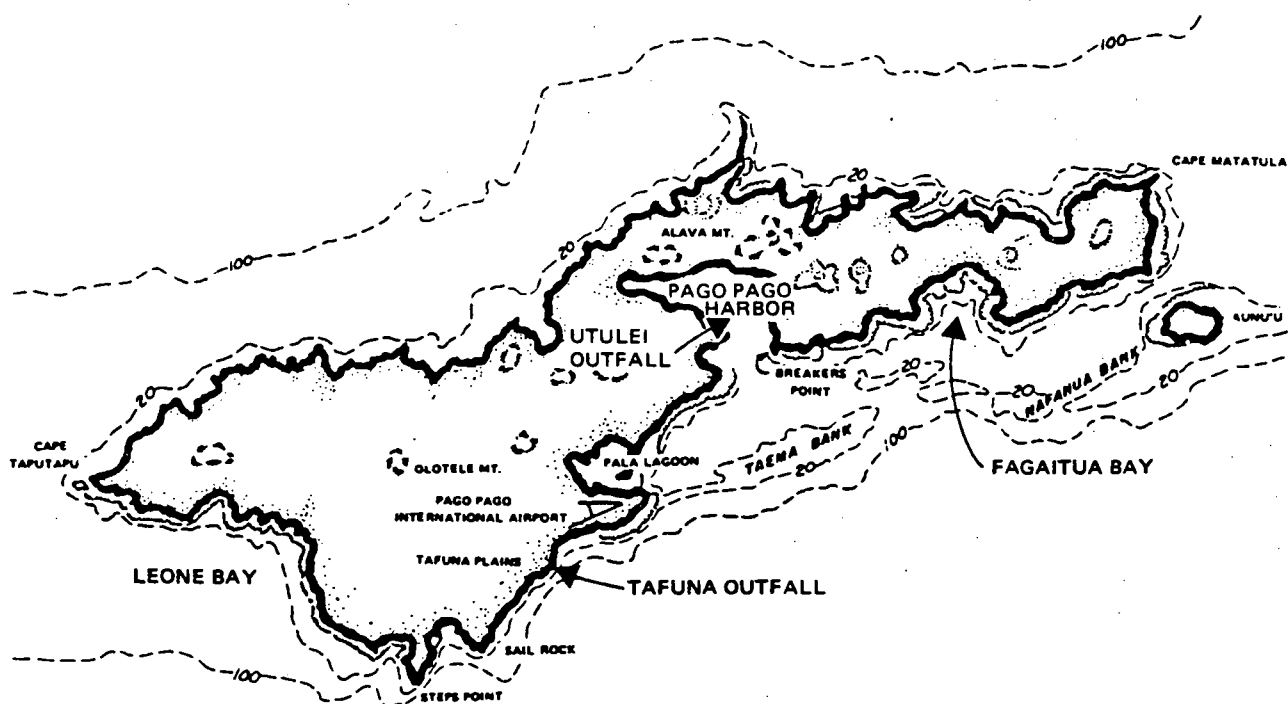 100
CAPE MATATULA
20
ALAVA MT.
20
100
PAGO PAGO
HARBOR
AUNU'U
UTULEI
OUTFALL
BREAKERS
POINT
20
20
NAFANUA BANK
20
20
CAPE
TAPUTAPU
TAEMA BANK
100
20
OLOTELE MT.
PALA LAGOON
FAGAITUA BAY
PAGO PAGO
INTERNATIONAL AIRPORT
TAFUNA PLAINS
LEONE BAY
TAFUNA OUTFALL
SAIL ROCK
100
STEPS POINT